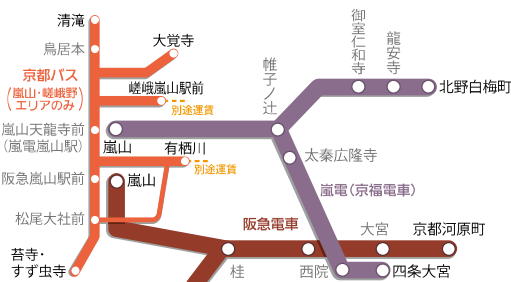 清滝
鳥居本
京都バス
(嵐山・嵯峨野
エリアのみ)
大覚寺
嵯峨嵐山駅前
別途運賃
嵐山天龍寺前
(嵐電嵐山駅)
嵐山
有栖川
別途運賃
阪急嵐山駅前
嵐山
松尾大社前
苔寺・
すず虫寺
帷子ノ辻
御室仁和寺
龍安寺
北野白梅町
太秦広隆寺
嵐電(京福電車)
阪急電車
大宮
京都河原町
桂
西院
四条大宮